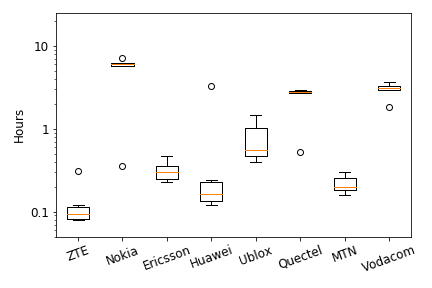 Hours
10
1
0.1
ZTE
Nokia
Ericsson
Huawei
Ublox
Quectel
MTN
Vodacom